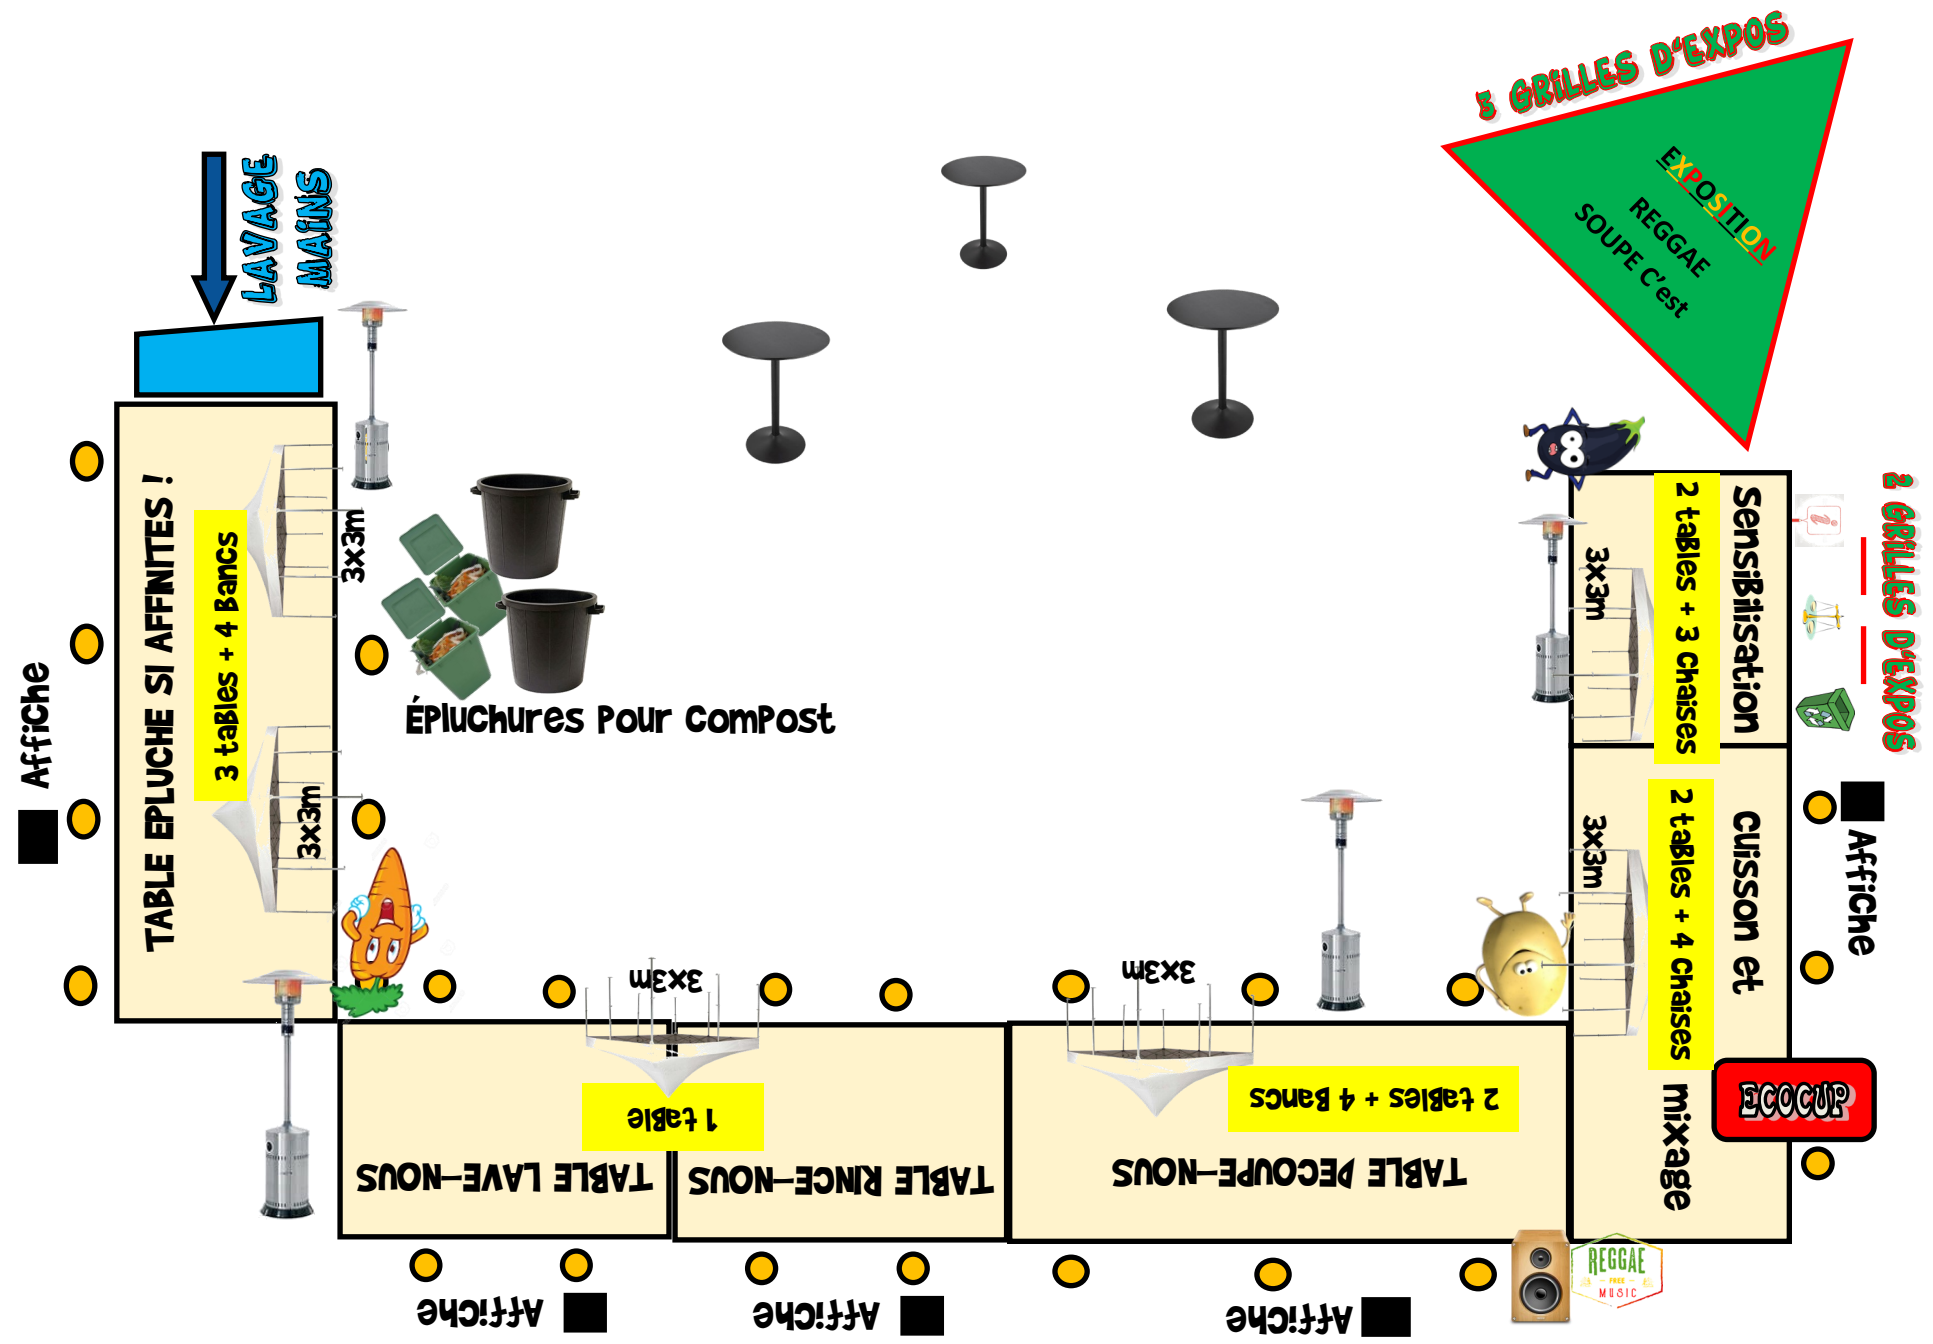 3 GRILLES D'EXPOS
EXPOSITION
REGGAE
SOUPE C'est
LAVAGE
MAINS
TABLE EPLUCHE SI AFFNITES !
3 tables + 4 Bancs
3x3m
3x3m
Affiche
Épluchures pour compost
Sensibilisation
2 tables + 3 chaises
3x3m
2 GRILLES D'EXPOS
Cuisson et
mixage
2 tables + 4 chaises
3x3m
Affiche
ECOCUP
3x3m
1 table
TABLE LAVE-NOUS
TABLE RINCE-NOUS
3x3m
2 tables + 4 Bancs
TABLE DECOUPE-NOUS
Affiche
Affiche
Affiche
REGGAE
FREE
MUSIC